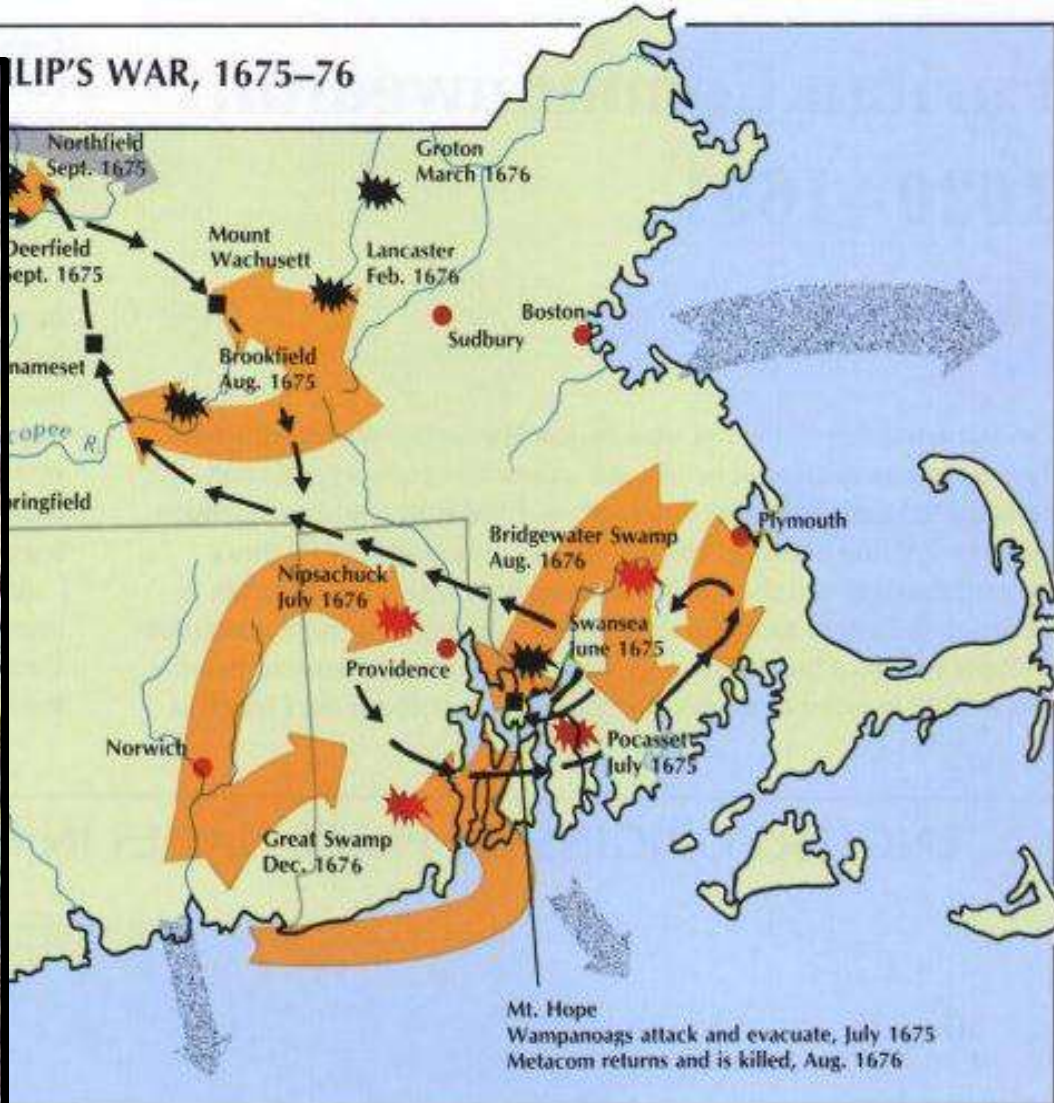 ILIP'S WAR, 1675–76
Northfield
Sept. 1675
Groton
March 1676
Deerfield
Sept. 1675
Mount
Wachusett
Lancaster
Feb. 1676
Boston
Sudbury
nameset
Brookfield
Aug. 1675
copee R.
pringfield
Plymouth
Bridgewater Swamp
Aug. 1676
Nipsachuck
July 1676
Swansea
June 1675
Providence
Norwich
Pocasset
July 1675
Great Swamp
Dec. 1676
Mt. Hope
Wampanoags attack and evacuate, July 1675
Metacom returns and is killed, Aug. 1676